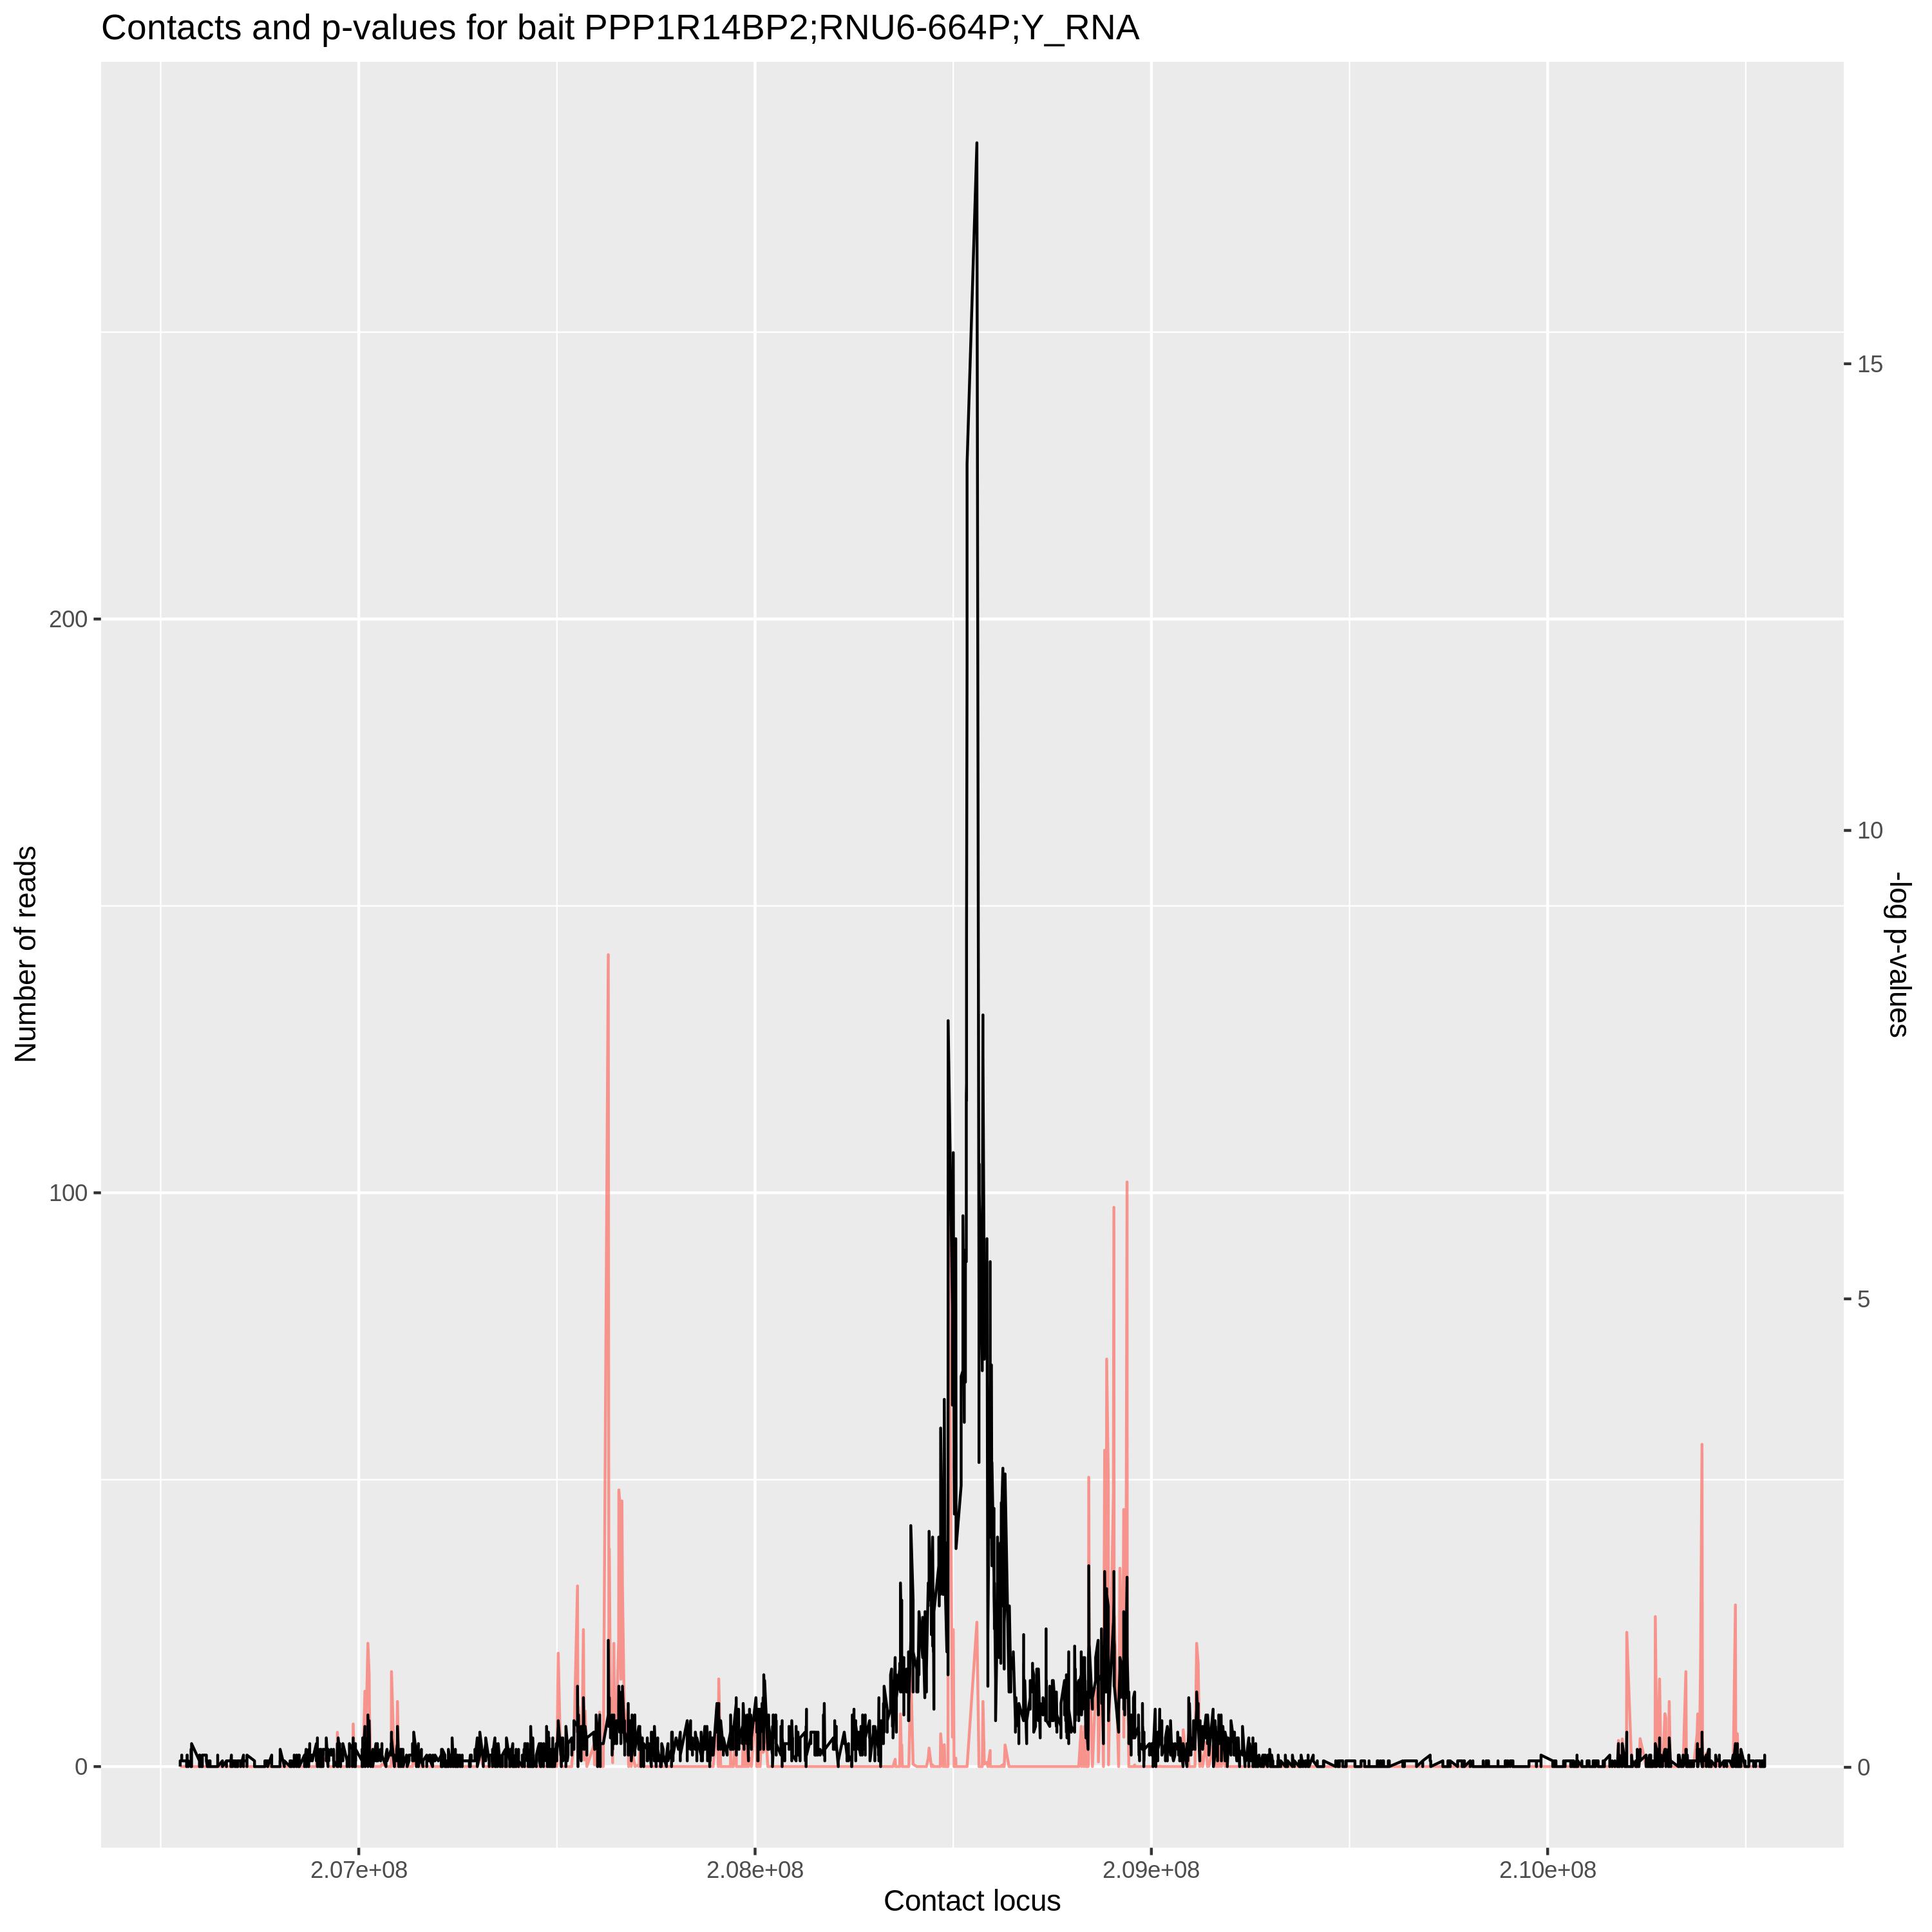 Contacts and p-values for bait PPP1R14BP2;RNU6-664P;Y_RNA
Number of reads
200
100
0
15
10
5
0
-log p-values
2.07e+08
2.08e+08
2.09e+08
2.10e+08
Contact locus